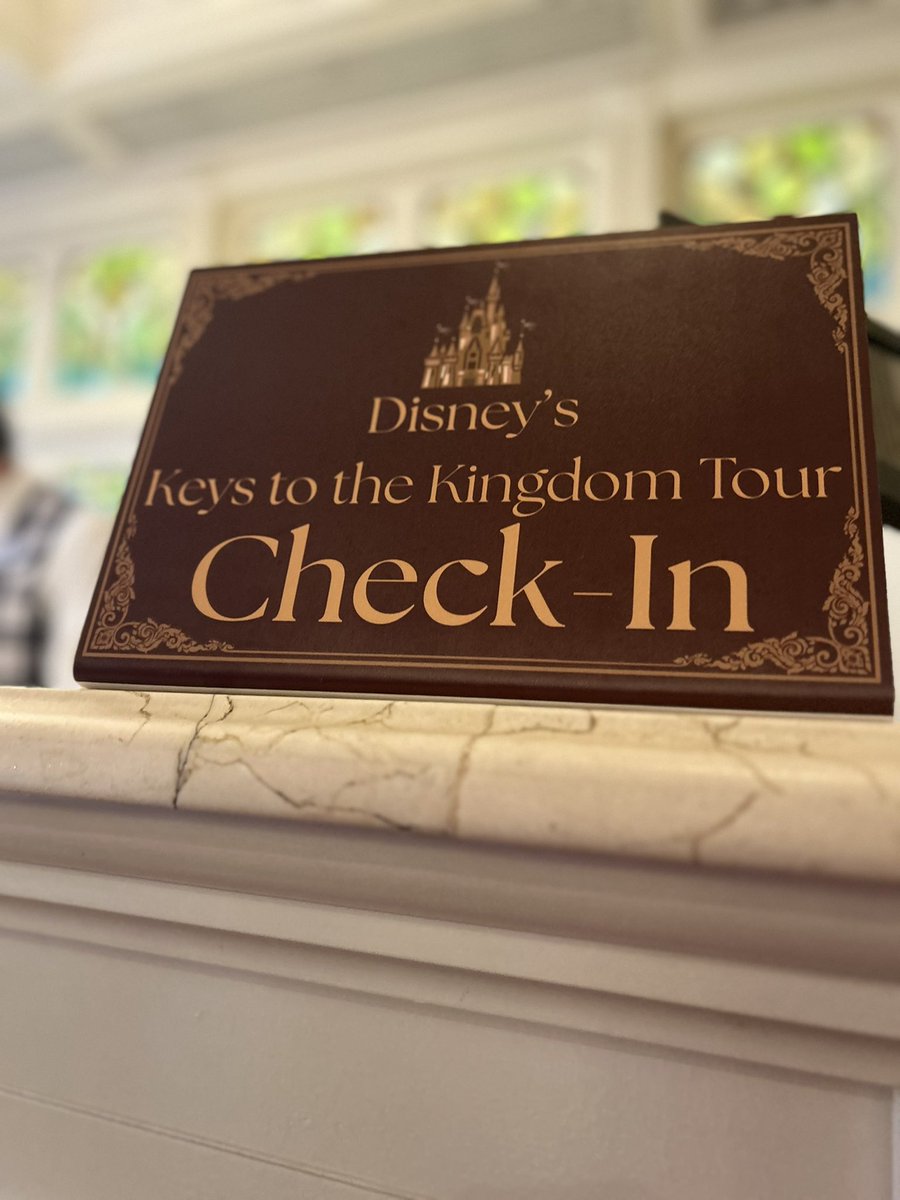 Disney’s
Keys to the Kingdom Tour
Check-In